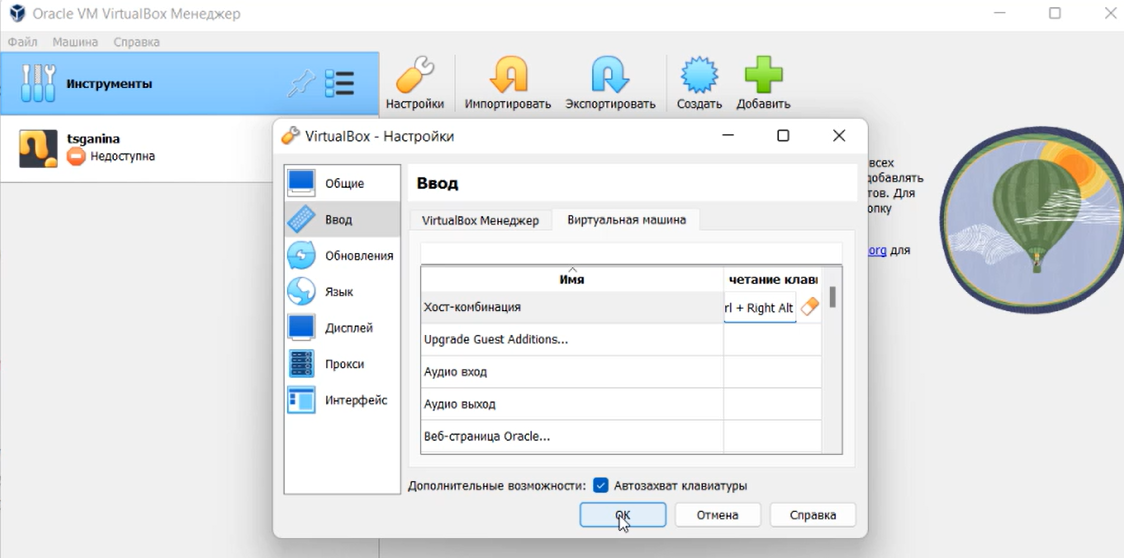 Oracle VM VirtualBox Менеджер
Файл Машина Справка
Инструменты
Настройки Импортировать Экспортировать Создать Добавить
tsganina
Недоступна
VirtualBox - Настройки
Общие
Ввод
Обновления
Язык
Дисплей
Прокси
Интерфейс
Ввод
VirtualBox Менеджер Виртуальная машина
Имя четание клави
Хост-комбинация rl + Right Alt
Upgrade Guest Additions...
Аудио вход
Аудио выход
Веб-страница Oracle...
Дополнительные возможности: Автозахват клавиатуры
OK Отмена Справка
всех
добавлять
тов. Для
опку
org для